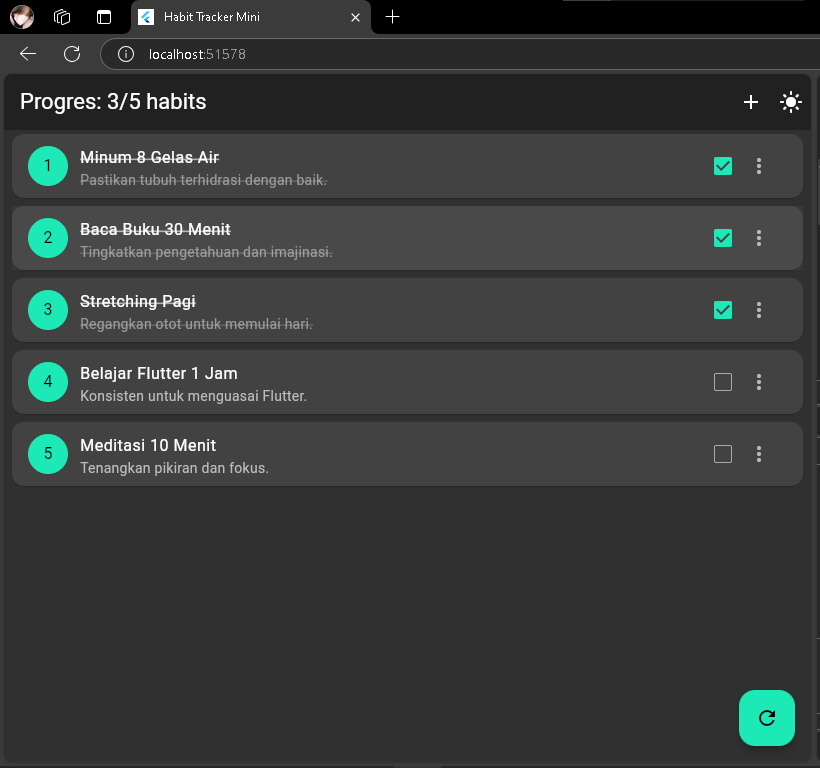 Habit Tracker Mini
localhost:51578
Progres: 3/5 habits
1
Minum 8 Gelas Air
Pastikan tubuh terhidrasi dengan baik.
2
Baca Buku 30 Menit
Tingkatkan pengetahuan dan imajinasi.
3
Stretching Pagi
Regangkan otot untuk memulai hari.
4
Belajar Flutter 1 Jam
Konsisten untuk menguasai Flutter.
5
Meditasi 10 Menit
Tenangkan pikiran dan fokus.